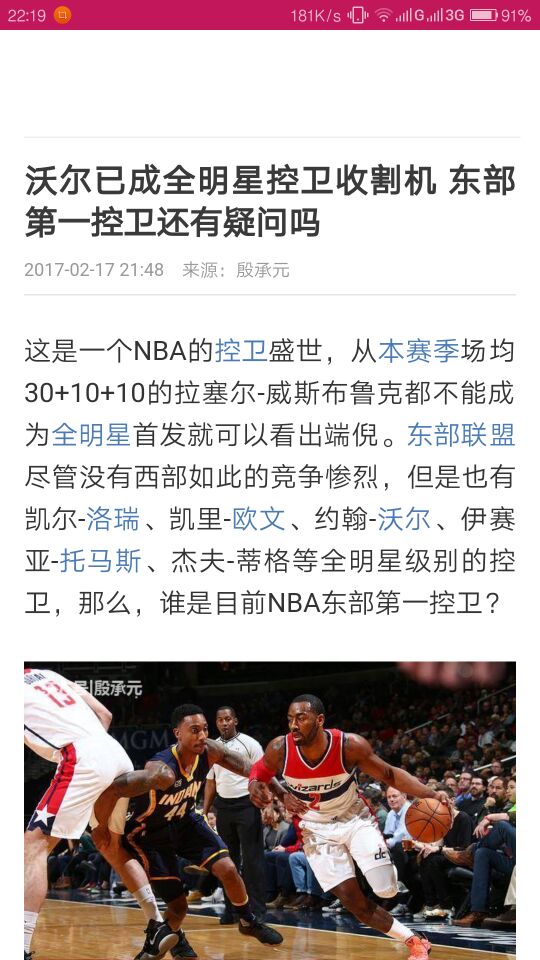 22:19 181K/s G 3G 91%
沃尔已成全明星控卫收割机 东部
第一控卫还有疑问吗
2017-02-17 21:48 来源：殷承元
这是一个NBA的控卫盛世，从本赛季场均
30+10+10的拉塞尔-威斯布鲁克都不能成
为全明星首发就可以看出端倪。东部联盟
尽管没有西部如此的竞争惨烈，但是也有
凯尔-洛瑞、凯里-欧文、约翰-沃尔、伊赛
亚-托马斯、杰夫-蒂格等全明星级别的控
卫，那么，谁是目前NBA东部第一控卫？
号|殷承元
13
MGM
INDIAN
44
wizards
2
dc